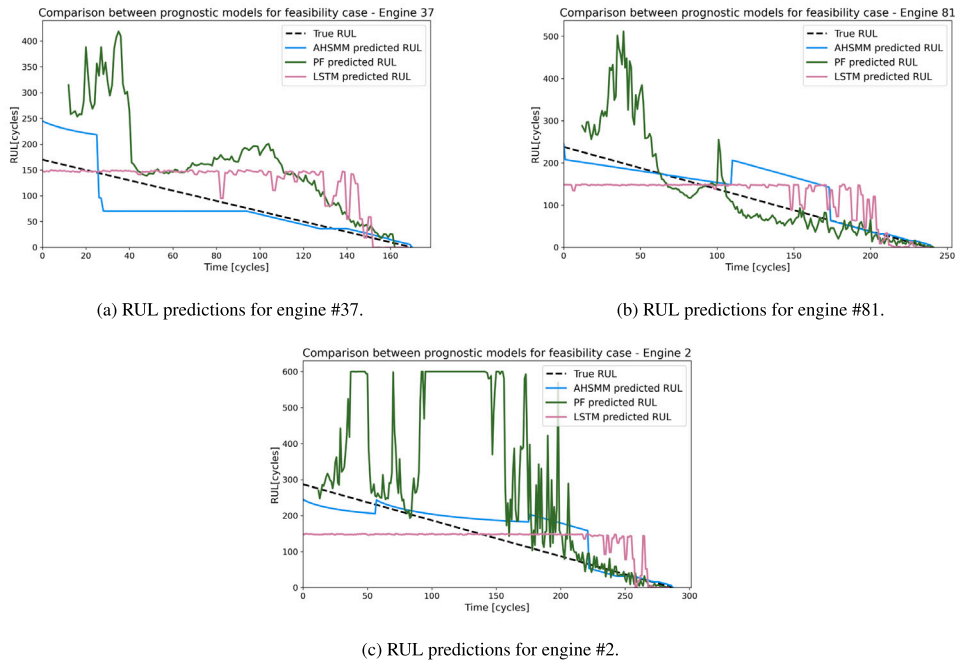 Comparison between prognostic models for feasibility case - Engine 37
True RUL
AHSMM predicted RUL
PF predicted RUL
LSTM predicted RUL
RUL[cycles]
400
350
300
250
200
150
100
50
0
0 20 40 60 80 100 120 140 160
Time [cycles]
(a) RUL predictions for engine #37.
Comparison between prognostic models for feasibility case - Engine 81
True RUL
AHSMM predicted RUL
PF predicted RUL
LSTM predicted RUL
RUL[cycles]
500
400
300
200
100
0
0 50 100 150 200 250
Time [cycles]
(b) RUL predictions for engine #81.
Comparison between prognostic models for feasibility case - Engine 2
True RUL
AHSMM predicted RUL
PF predicted RUL
LSTM predicted RUL
RUL[cycles]
600
500
400
300
200
100
0
0 50 100 150 200 250 300
Time [cycles]
(c) RUL predictions for engine #2.